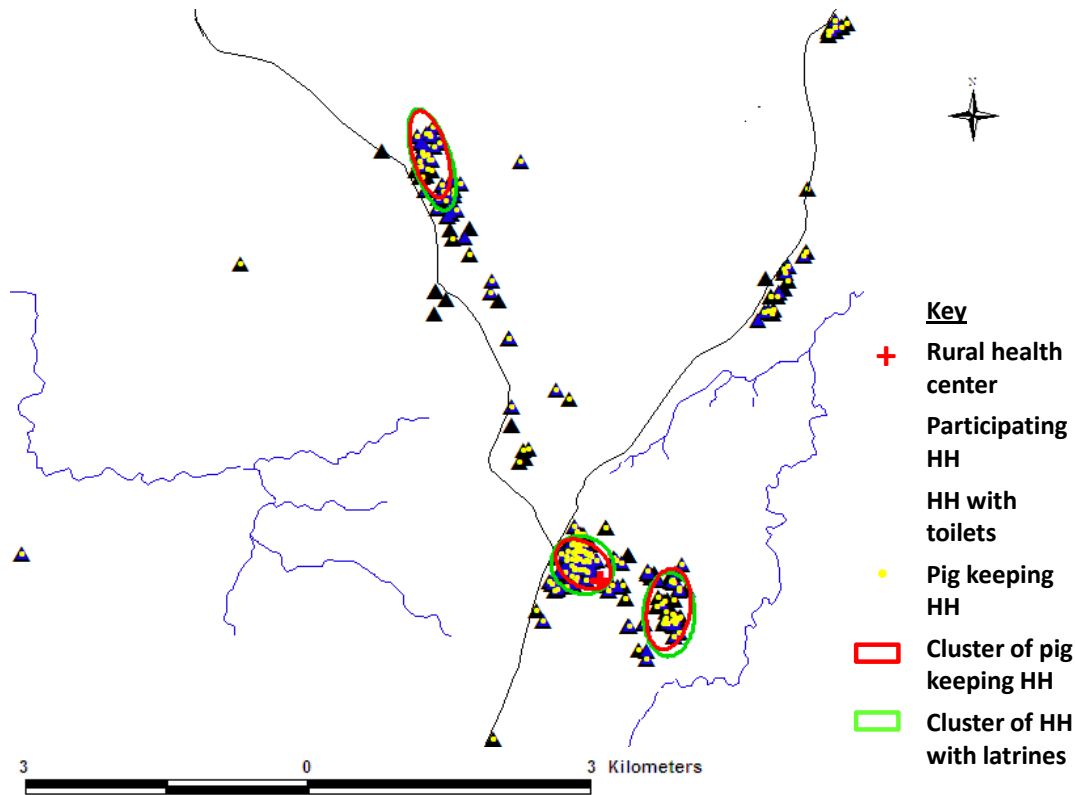 N
Key
Rural health
center
Participating
HH
HH with
toilets
Pig keeping
HH
Cluster of pig
keeping HH
Cluster of HH
with latrines
3 0 3 Kilometers